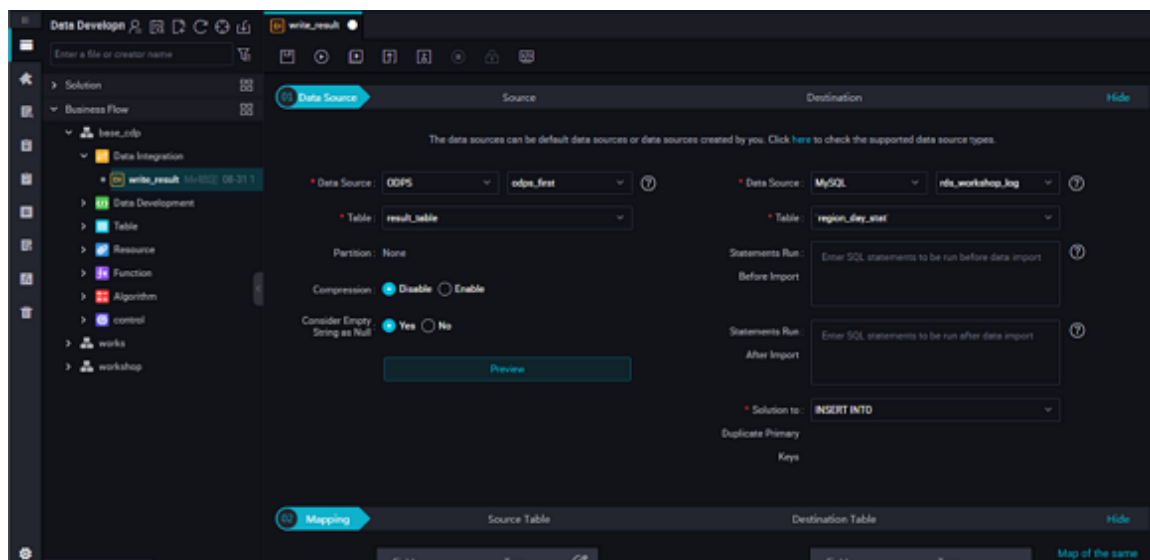 Data Developn
write_result
Enter a file or creator name
Solution
Business Flow
base_cdp
Data Integration
write_result 08-31 1
Data Development
Table
Resource
Function
Algorithm
control
works
workshop
01 Data Source Source Destination Hide
The data sources can be default data sources or data sources created by you. Click here to check the supported data source types.
* Data Source : ODPS odps_first
* Table : result_table
Partition : None
Compression : Disable Enable
Consider Empty String as Null : Yes No
Preview
* Data Source : MySQL rds_workshop_log
* Table : `region_day_stat`
Statements Run Before Import : Enter SQL statements to be run before data import
Statements Run After Import : Enter SQL statements to be run after data import
* Solution to Duplicate Primary Keys : INSERT INTO
02 Mapping Source Table Destination Table Hide
Map of the same